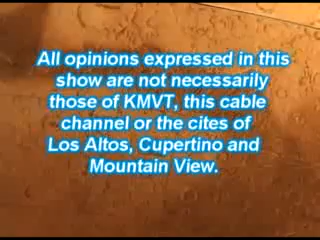 All opinions expressed in this
show are not necessarily
those of KMVT, this cable
channel or the cites of
Los Altos, Cupertino and
Mountain View.